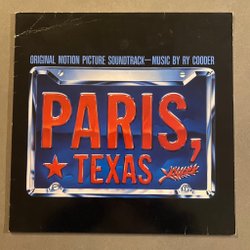 ORIGINAL MOTION PICTURE SOUNDTRACK—MUSIC BY RY COODER
PARIS,
TEXAS